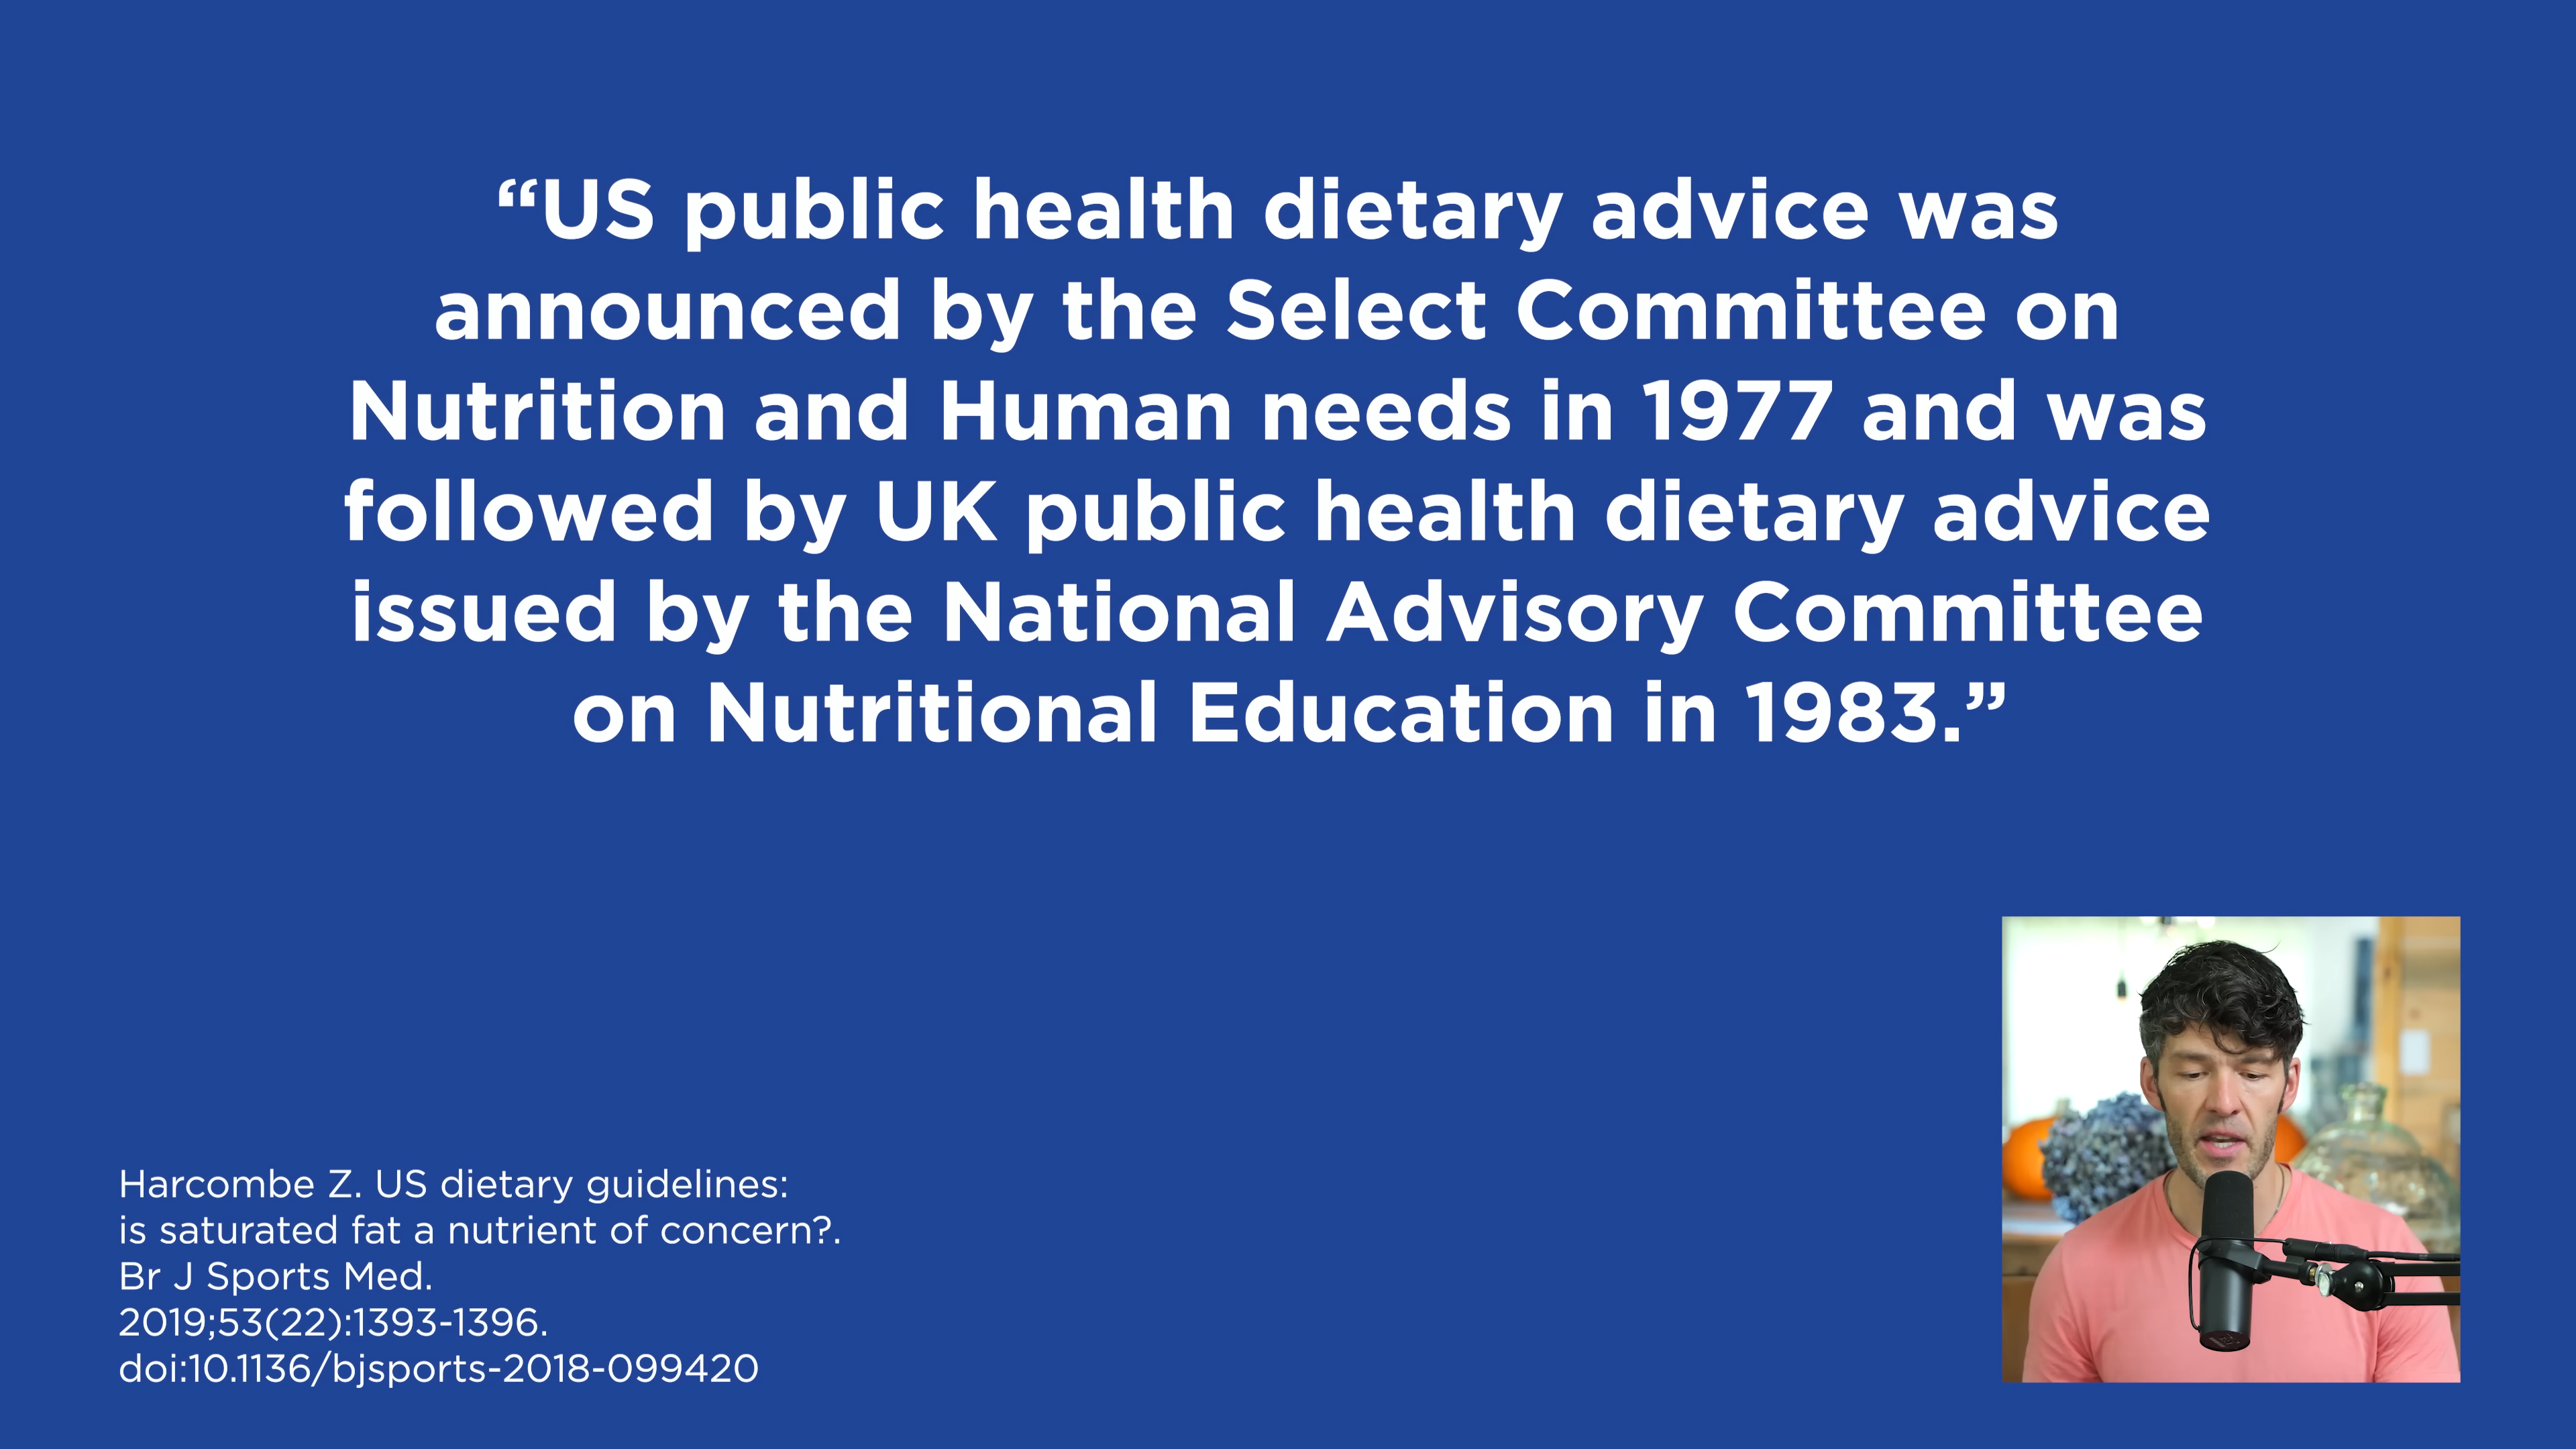 “US public health dietary advice was
announced by the Select Committee on
Nutrition and Human needs in 1977 and was
followed by UK public health dietary advice
issued by the National Advisory Committee
on Nutritional Education in 1983.”
Harcombe Z. US dietary guidelines:
is saturated fat a nutrient of concern?.
Br J Sports Med.
2019;53(22):1393-1396.
doi:10.1136/bjsports-2018-099420